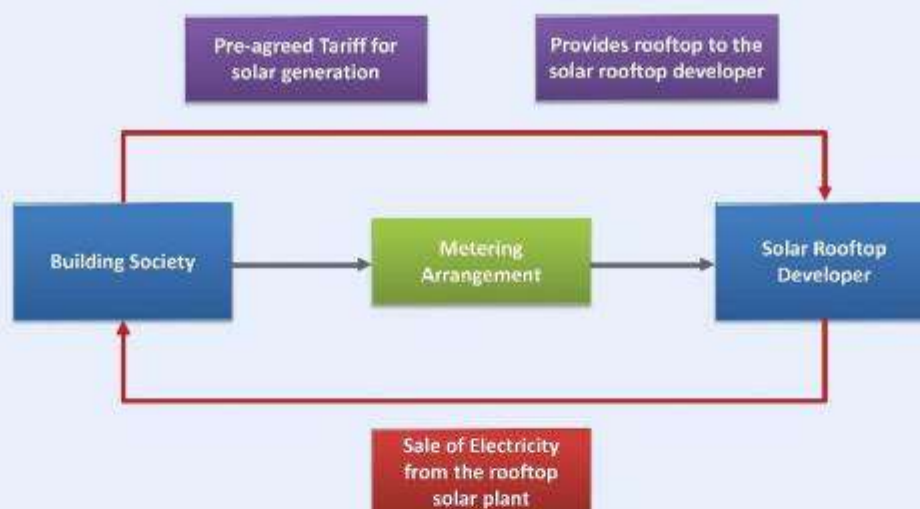 Pre-agreed Tariff for
solar generation
Provides rooftop to the
solar rooftop developer
Building Society
Metering
Arrangement
Solar Rooftop
Developer
Sale of Electricity
from the rooftop
solar plant